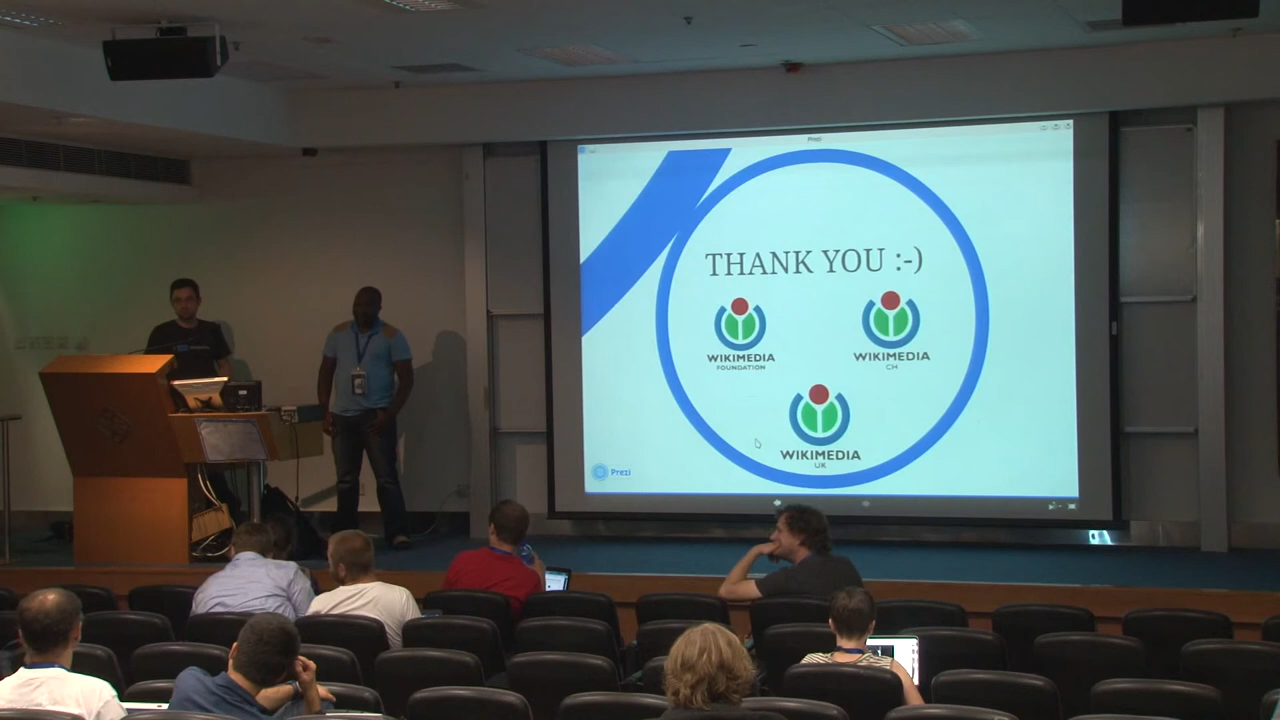 Prezi
THANK YOU :-)
WIKIMEDIA
FOUNDATION
WIKIMEDIA
CH
WIKIMEDIA
UK
Prezi